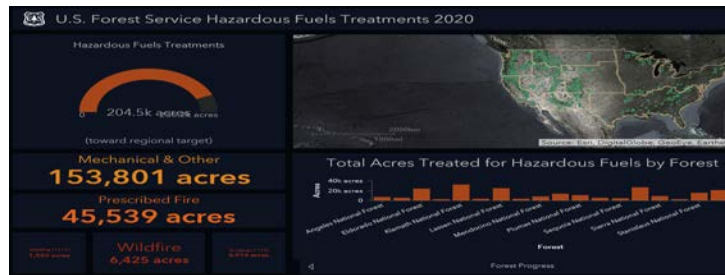 U.S. Forest Service Hazardous Fuels Treatments 2020
Hazardous Fuels Treatments
204.5k acres
0
acres
(toward regional target)
Mechanical & Other
153,801 acres
Prescribed Fire
45,539 acres
Wildfire
6,425 acres
2000km
Source: Esri, DigitalGlobe, GeoEye, Earths
Total Acres Treated for Hazardous Fuels by Forest
Acres
40k acres
20k acres
0
Angeles National Forest
Eldorado National Forest
Klamath National Forest
Lassen National Forest
Mendocino National Forest
Plumas National Forest
Sequoia National Forest
Sierra National Forest
Stanislaus National Forest
Forest
Forest Progress